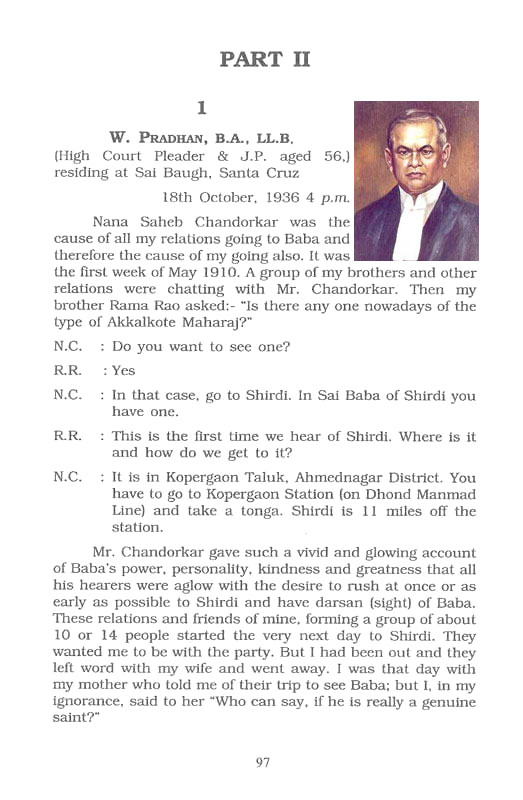 PART II
1
W. PRADHAN, B.A., LL.B.
(High Court Pleader & J.P. aged 56,)
residing at Sai Baugh, Santa Cruz
18th October, 1936 4 p.m.
Nana Saheb Chandorkar was the
cause of all my relations going to Baba and
therefore the cause of my going also. It was
the first week of May 1910. A group of my brothers and other
relations were chatting with Mr. Chandorkar. Then my
brother Rama Rao asked:- "Is there any one nowadays of the
type of Akkalkote Maharaj?"
N.C. : Do you want to see one?
R.R. : Yes
N.C. : In that case, go to Shirdi. In Sai Baba of Shirdi you
have one.
R.R. : This is the first time we hear of Shirdi. Where is it
and how do we get to it?
N.C. : It is in Kopergaon Taluk, Ahmednagar District. You
have to go to Kopergaon Station (on Dhond Manmad
Line) and take a tonga. Shirdi is 11 miles off the
station.
Mr. Chandorkar gave such a vivid and glowing account
of Baba's power, personality, kindness and greatness that all
his hearers were aglow with the desire to rush at once or as
early as possible to Shirdi and have darsan (sight) of Baba.
These relations and friends of mine, forming a group of about
10 or 14 people started the very next day to Shirdi. They
wanted me to be with the party. But I had been out and they
left word with my wife and went away. I was that day with
my mother who told me of their trip to see Baba; but I, in my
ignorance, said to her "Who can say, if he is really a genuine
saint?"
97